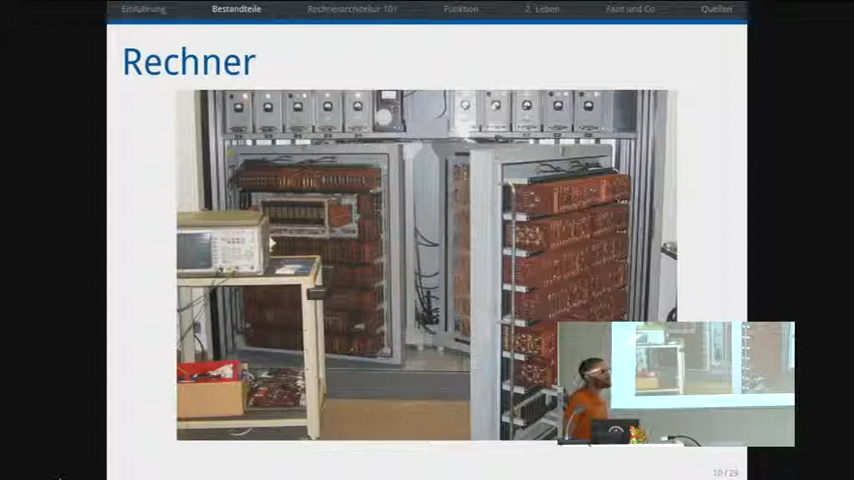 Einführung
Bestandteile
Rechnerarchitektur 101
Funktion
2. Leben
Fazit und Co
Quellen
Rechner
10/29